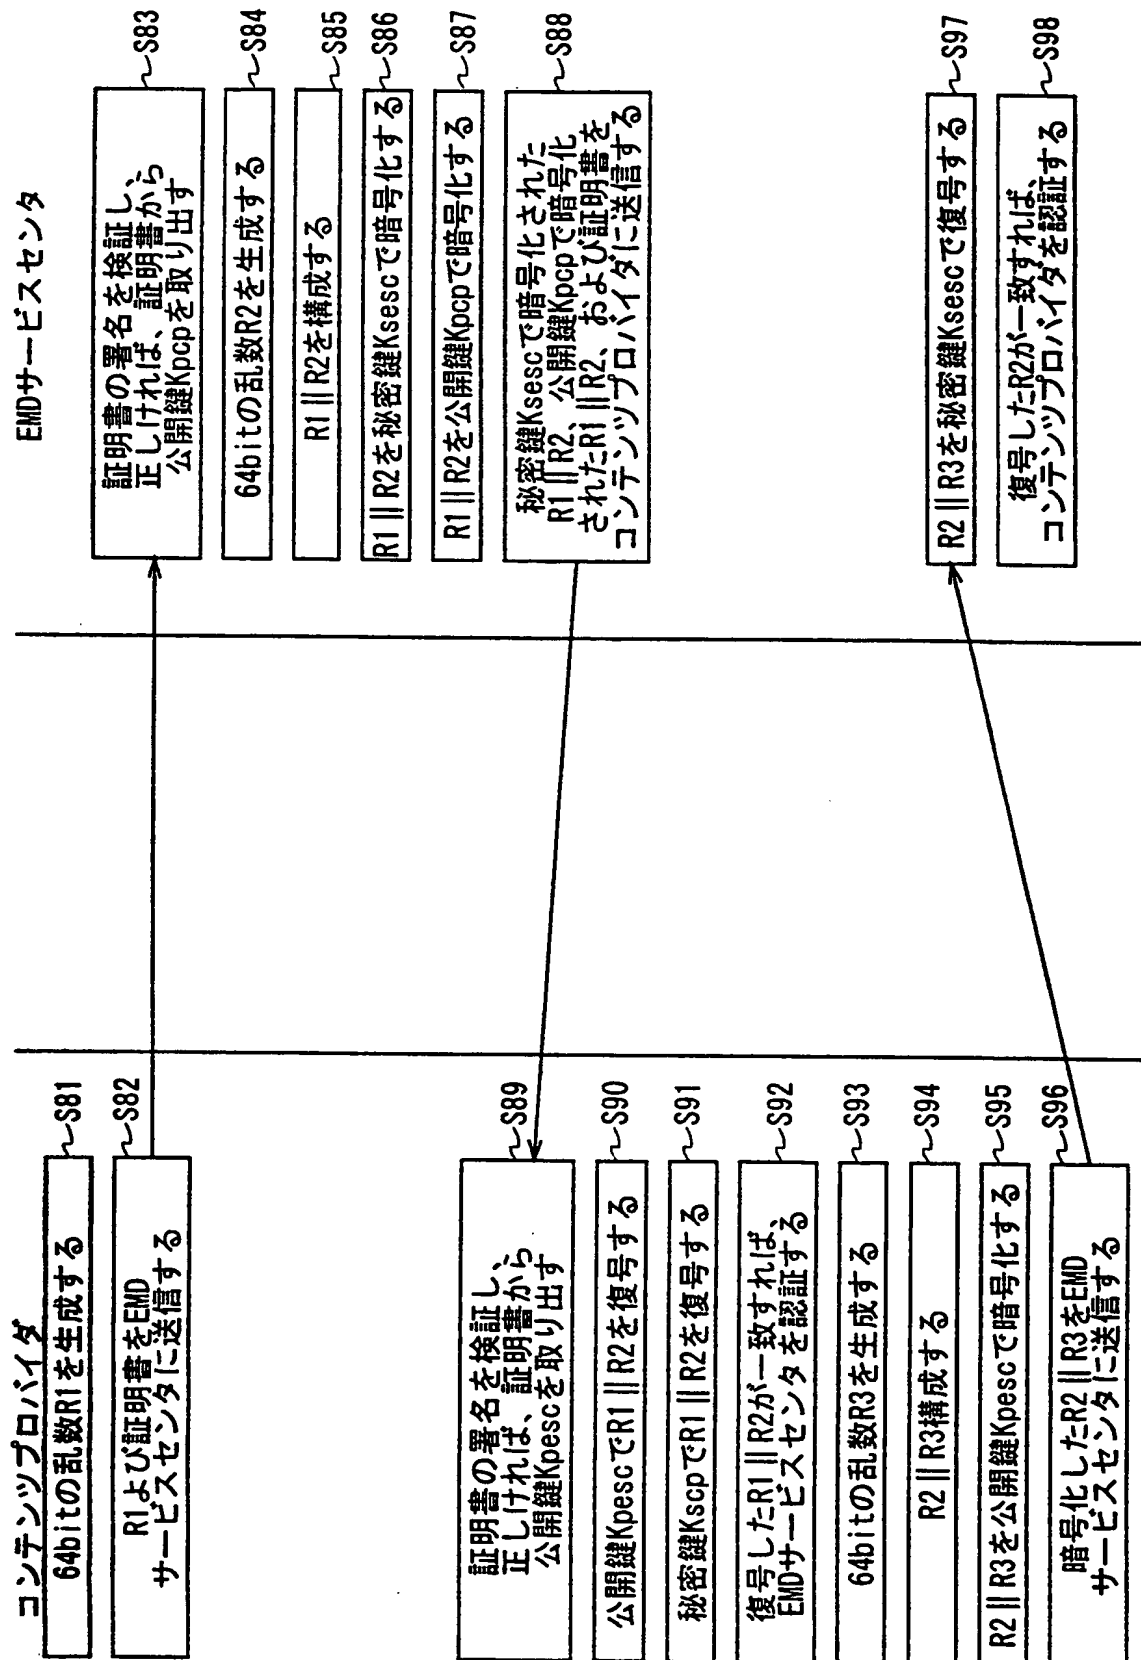 コンテンツプロバイダ
64bitの乱数R1を生成する
S81
R1および証明書をEMD
サービスセンタに送信する
S82
EMDサービスセンタ
証明書の署名を検証し、
正しければ、証明書から
公開鍵Kpcpを取り出す
S83
64bitの乱数R2を生成する
S84
R1||R2を構成する
S85
R1||R2を秘密鍵Ksescで暗号化する
S86
R1||R2を公開鍵Kpcpで暗号化する
S87
秘密鍵Ksescで暗号化された
R1||R2、公開鍵Kpcpで暗号化
されたR1||R2、および証明書を
コンテンツプロバイダに送信する
S88
証明書の署名を検証し、
正しければ、証明書から
公開鍵Kpescを取り出す
S89
公開鍵KpescでR1||R2を復号する
S90
秘密鍵KscpでR1||R2を復号する
S91
復号したR1||R2が一致すれば、
EMDサービスセンタを認証する
S92
64bitの乱数R3を生成する
S93
R2||R3構成する
S94
R2||R3を公開鍵Kpescで暗号化する
S95
暗号化したR2||R3をEMD
サービスセンタに送信する
S96
R2||R3を秘密鍵Ksescで復号する
S97
復号したR2が一致すれば、
コンテンツプロバイダを認証する
S98